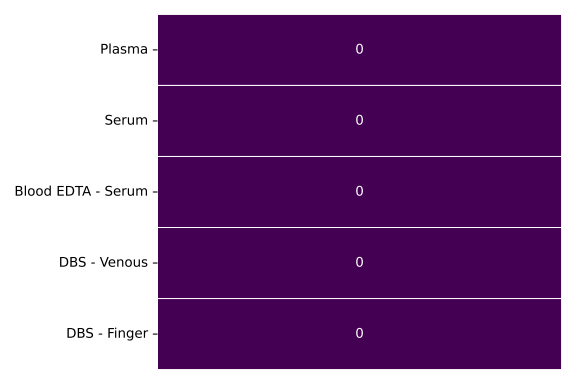 Plasma 0
Serum 0
Blood EDTA - Serum 0
DBS - Venous 0
DBS - Finger 0